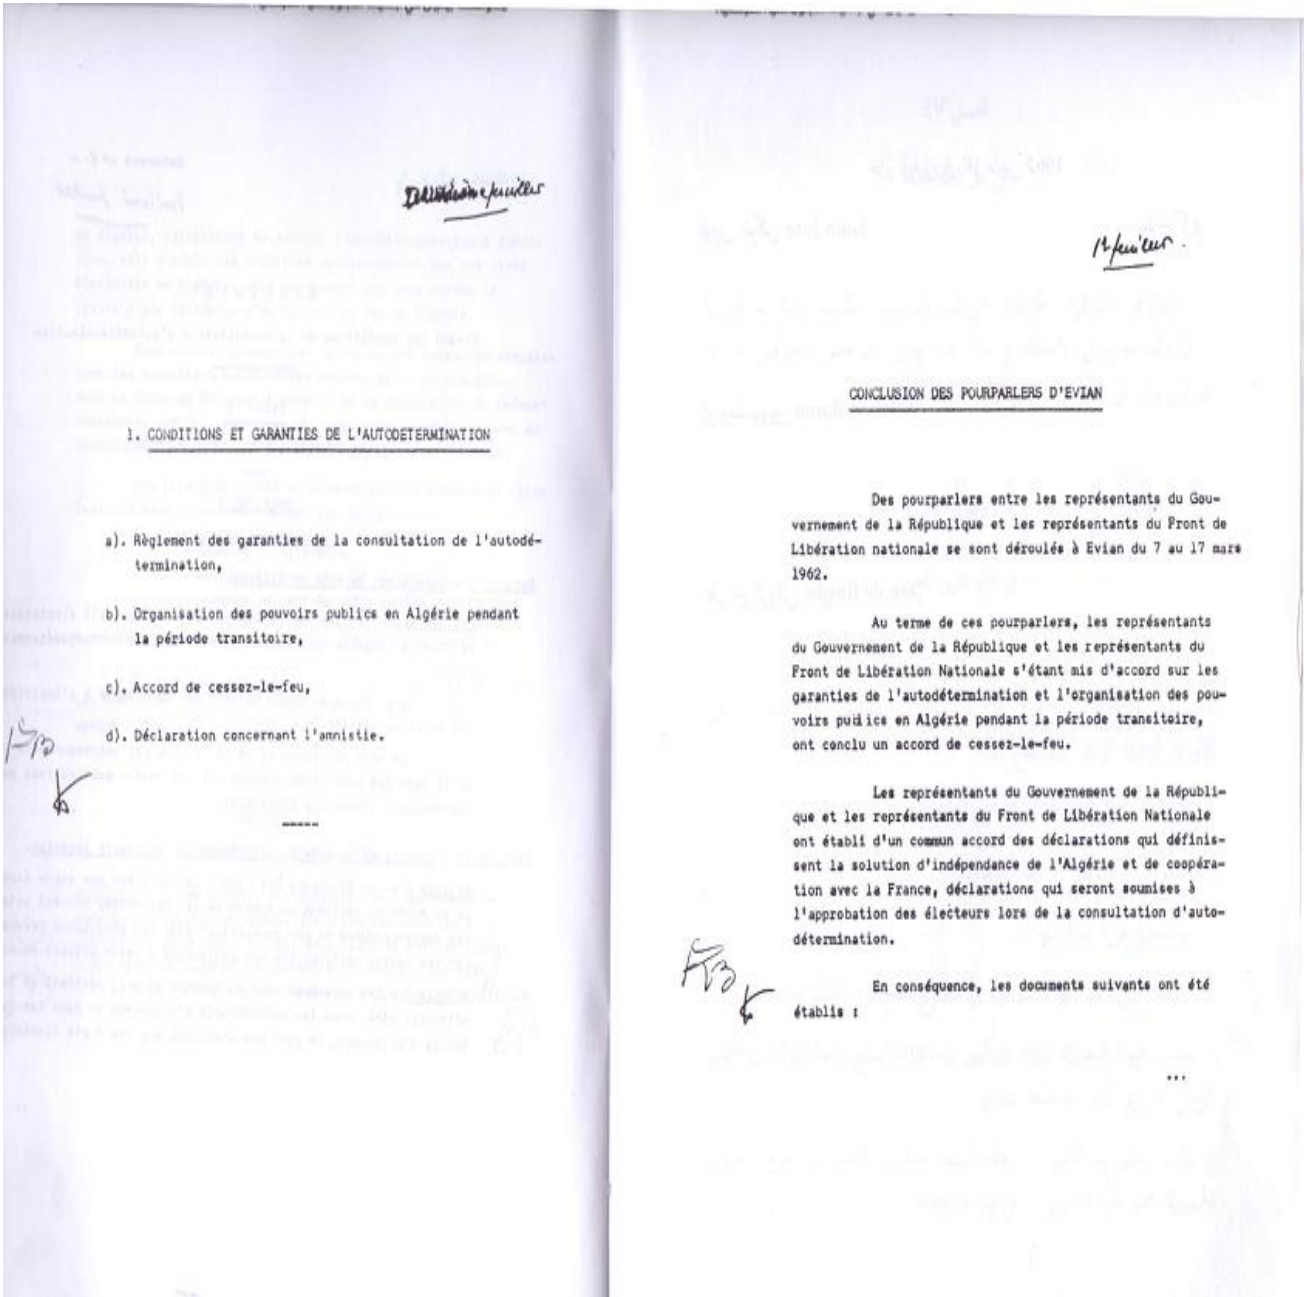 Deuxième feuillet
1. CONDITIONS ET GARANTIES DE L'AUTODETERMINATION
a). Règlement des garanties de la consultation de l'autodé-
termination,
b). Organisation des pouvoirs publics en Algérie pendant
la période transitoire,
c). Accord de cessez-le-feu,
d). Déclaration concernant l'amnistie.
-----
1er feuillet.
CONCLUSION DES POURPARLERS D'EVIAN
Des pourparlers entre les représentants du Gou-
vernement de la République et les représentants du Front de
Libération nationale se sont déroulés à Evian du 7 au 17 mars
1962.
Au terme de ces pourparlers, les représentants
du Gouvernement de la République et les représentants du
Front de Libération Nationale s'étant mis d'accord sur les
garanties de l'autodétermination et l'organisation des pou-
voirs publics en Algérie pendant la période transitoire,
ont conclu un accord de cessez-le-feu.
Les représentants du Gouvernement de la Républi-
que et les représentants du Front de Libération Nationale
ont établi d'un commun accord des déclarations qui définis-
sent la solution d'indépendance de l'Algérie et de coopéra-
tion avec la France, déclarations qui seront soumises à
l'approbation des électeurs lors de la consultation d'auto-
détermination.
En conséquence, les documents suivants ont été
établis :
...